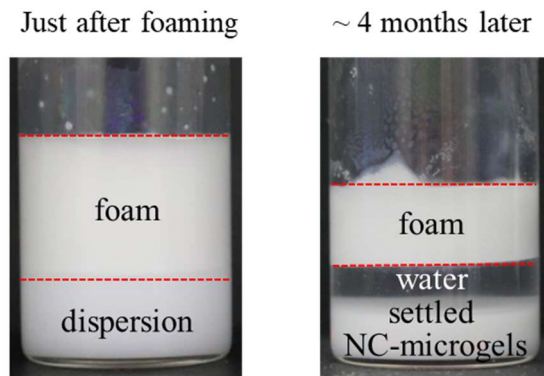 Just after foaming
~ 4 months later
foam
dispersion
foam
water
settled
NC-microgels